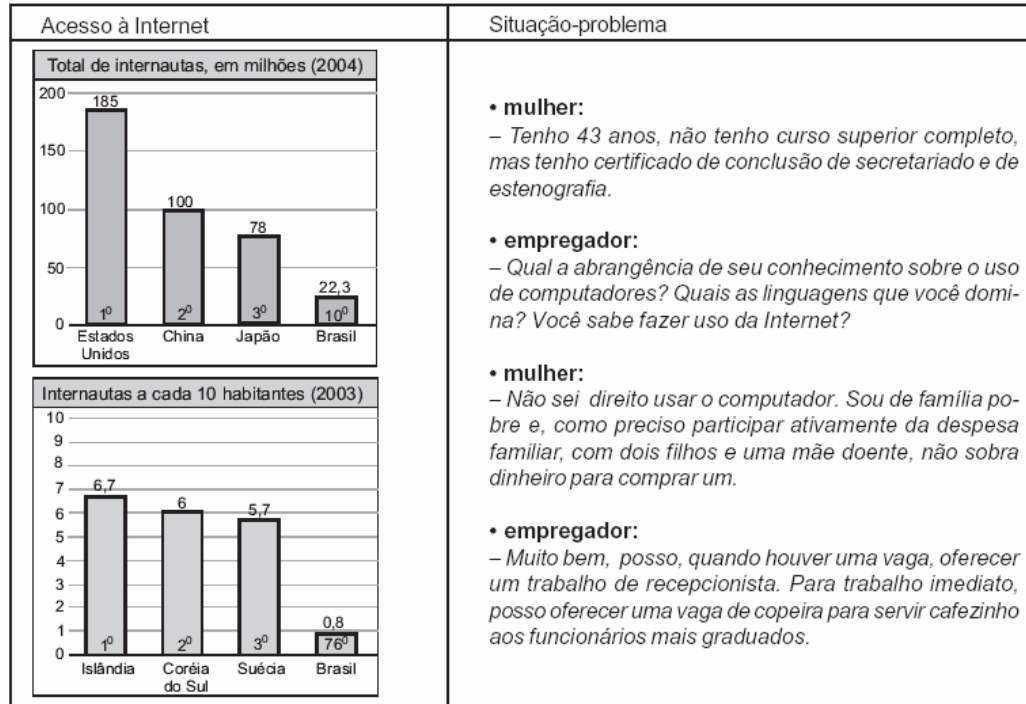 Acesso à Internet
Total de internautas, em milhões (2004)
200
150
100
50
0
185
100
78
22,3
1º
2º
3º
10º
Estados
Unidos
China
Japão
Brasil
Internautas a cada 10 habitantes (2003)
10
9
8
7
6
5
4
3
2
1
0
6,7
6
5,7
0,8
1º
2º
3º
76º
Islândia
Coréia
do Sul
Suécia
Brasil
Situação-problema
• mulher:
– Tenho 43 anos, não tenho curso superior completo,
mas tenho certificado de conclusão de secretariado e de
estenografia.
• empregador:
– Qual a abrangência de seu conhecimento sobre o uso
de computadores? Quais as linguagens que você domi-
na? Você sabe fazer uso da Internet?
• mulher:
– Não sei direito usar o computador. Sou de família po-
bre e, como preciso participar ativamente da despesa
familiar, com dois filhos e uma mãe doente, não sobra
dinheiro para comprar um.
• empregador:
– Muito bem, posso, quando houver uma vaga, oferecer
um trabalho de recepcionista. Para trabalho imediato,
posso oferecer uma vaga de copeira para servir cafezinho
aos funcionários mais graduados.